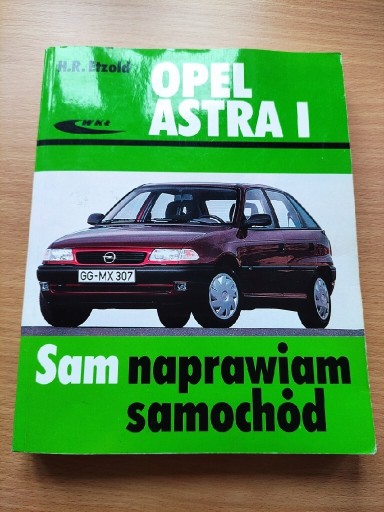 H.R. Etzold
OPEL
ASTRA I
WKŁ
GG-MX 307
Sam naprawiam
samochód